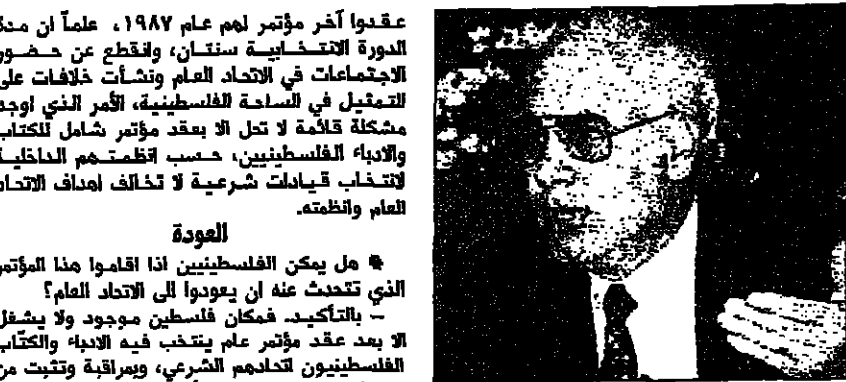 عقدوا آخر مؤتمر لهم عام ١٩٨٧، علماً ان مدة
الدورة الانتخابية سنتان، وانقطع عن حضور
الاجتماعات في الاتحاد العام ونشأت خلافات على
التمثيل في الساحة الفلسطينية، الأمر الذي اوجد
مشكلة قائمة لا تحل الا بعقد مؤتمر شامل للكتاب
والادباء الفلسطينيين، حسب انظمتهم الداخلية
لانتخاب قيادات شرعية لا تخالف اهداف الاتحاد
العام وانظمته.
العودة
* هل يمكن الفلسطينيين اذا اقاموا هذا المؤتمر
الذي تتحدث عنه ان يعودوا الى الاتحاد العام؟
– بالتأكيد. فمكان فلسطين موجود ولا يشغل
الا بعد عقد مؤتمر عام ينتخب فيه الادباء والكتّاب
الفلسطينيون اتحادهم الشرعي، وبمراقبة وتثبت من